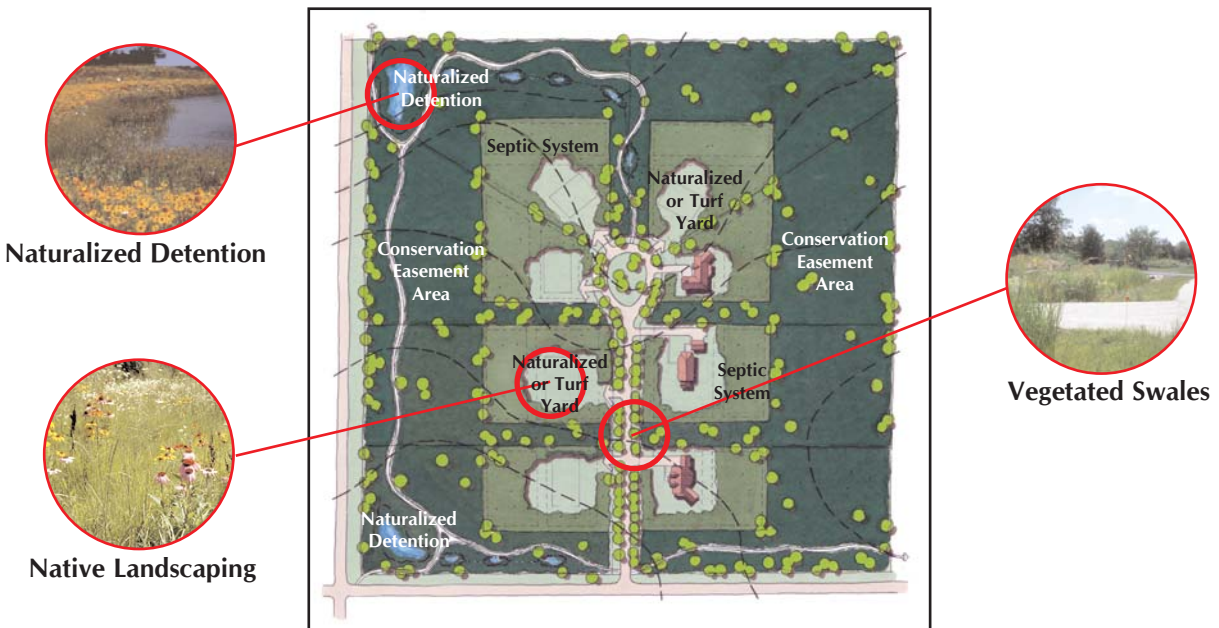 Naturalized
Detention
Septic System
Naturalized
or Turf
Yard
Conservation
Easement
Area
Conservation
Easement
Area
Naturalized
or Turf
Yard
Septic
System
Naturalized
Detention
Naturalized Detention
Native Landscaping
Vegetated Swales